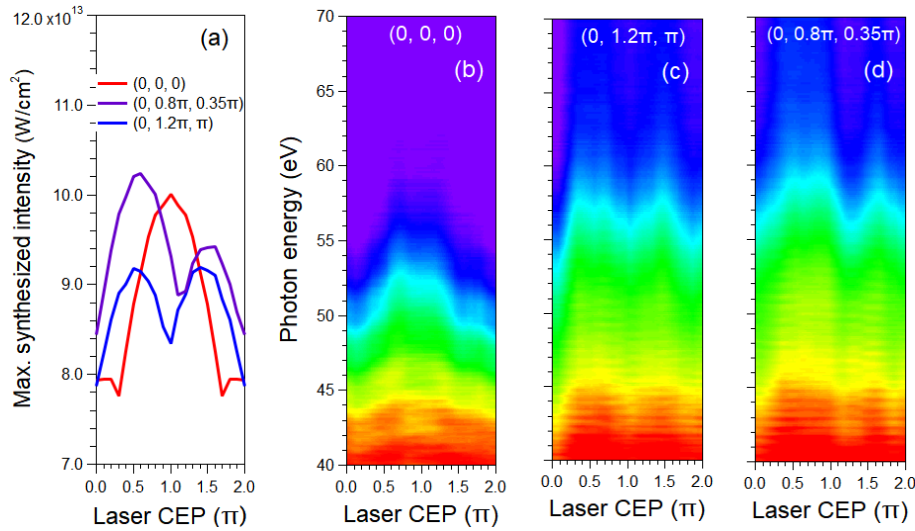 12.0 x10¹³
11.0
10.0
9.0
8.0
7.0
Max. synthesized intensity (W/cm²)
(a)
(0, 0, 0)
(0, 0.8π, 0.35π)
(0, 1.2π, π)
0.0 0.5 1.0 1.5 2.0
Laser CEP (π)
70
65
60
55
50
45
40
Photon energy (eV)
(0, 0, 0)
(b)
0.0 0.5 1.0 1.5 2.0
Laser CEP (π)
(0, 1.2π, π)
(c)
0.0 0.5 1.0 1.5 2.0
Laser CEP (π)
(0, 0.8π, 0.35π)
(d)
0.0 0.5 1.0 1.5 2.0
Laser CEP (π)